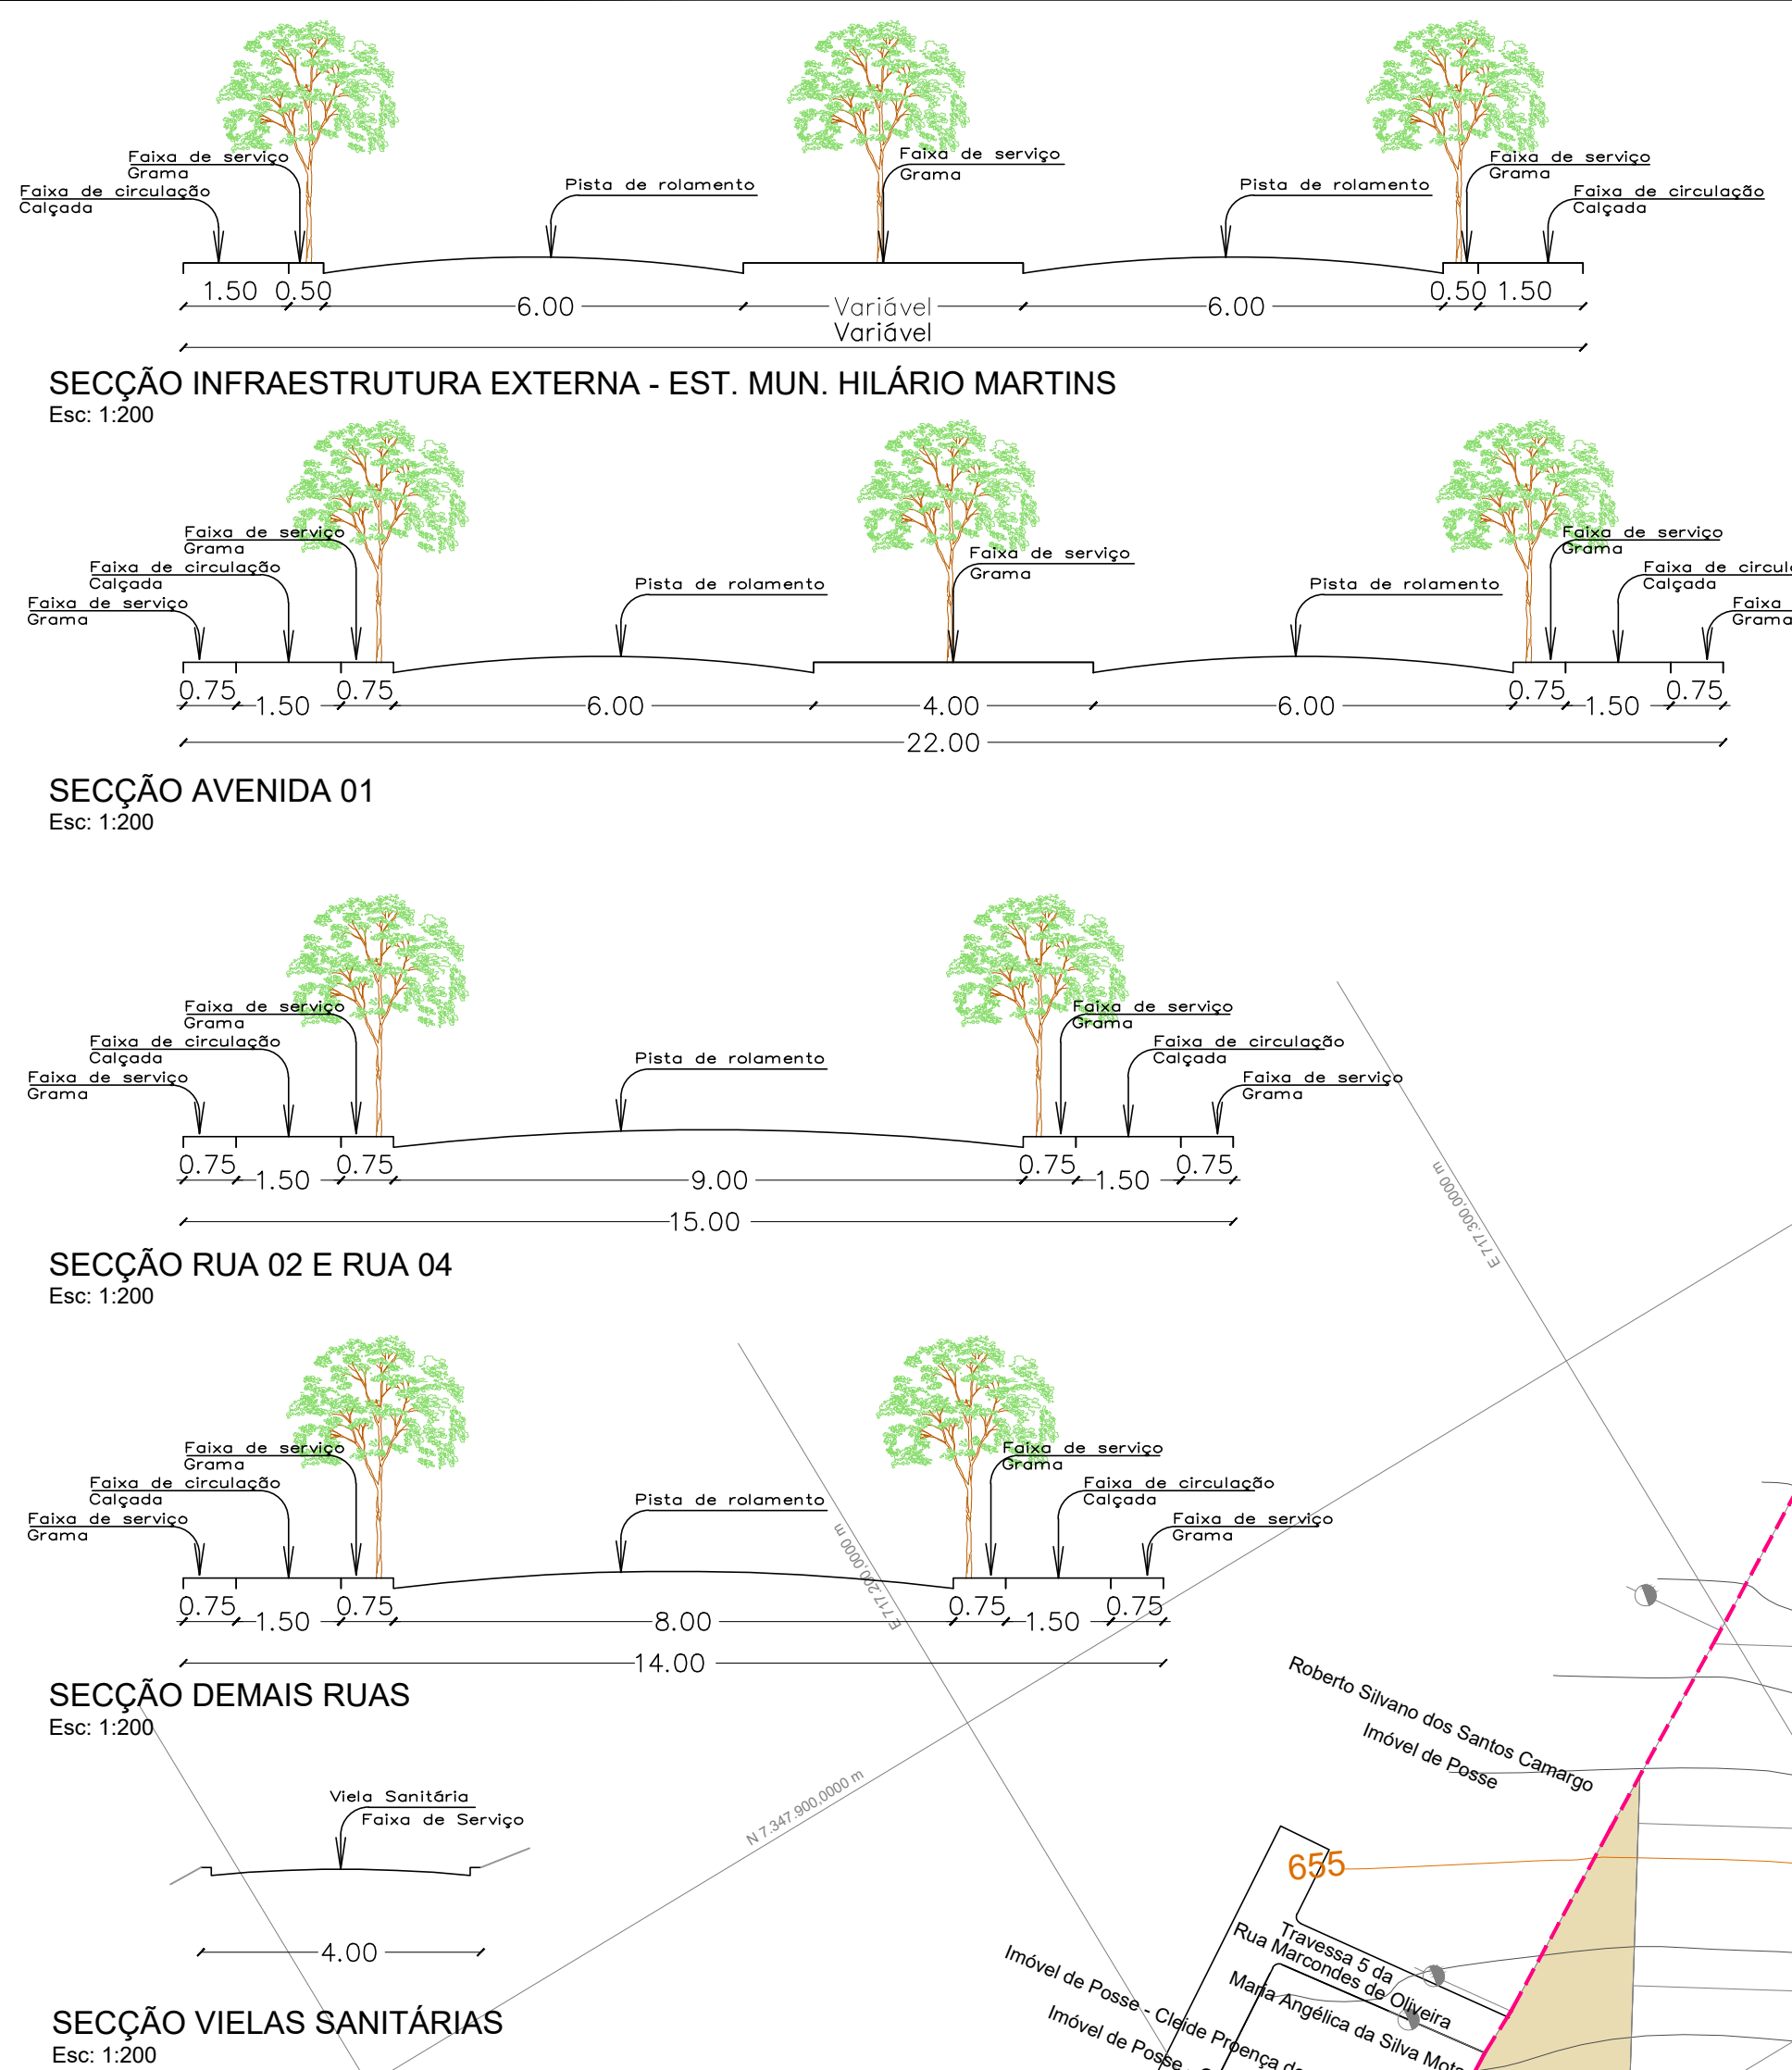 Faixa de serviço
Grama
Faixa de circulação
Calçada
Pista de rolamento
Faixa de serviço
Grama
Pista de rolamento
Faixa de serviço
Grama
Faixa de circulação
Calçada
1.50 0.50 6.00 Variável 6.00 0.50 1.50
Variável
SECÇÃO INFRAESTRUTURA EXTERNA - EST. MUN. HILÁRIO MARTINS
Esc: 1:200
Faixa de serviço
Grama
Faixa de circulação
Calçada
Faixa de serviço
Grama
Pista de rolamento
Faixa de serviço
Grama
Pista de rolamento
Faixa de serviço
Grama
Faixa de circul
Calçada
Faixa
Grama
0.75 1.50 0.75 6.00 4.00 6.00 0.75 1.50 0.75
22.00
SECÇÃO AVENIDA 01
Esc: 1:200
Faixa de serviço
Grama
Faixa de circulação
Calçada
Faixa de serviço
Grama
Pista de rolamento
Faixa de serviço
Grama
Faixa de circulação
Calçada
Faixa de serviço
Grama
0.75 1.50 0.75 9.00 0.75 1.50 0.75
15.00
SECÇÃO RUA 02 E RUA 04
Esc: 1:200
E 717.300,0000 m
Faixa de serviço
Grama
Faixa de circulação
Calçada
Faixa de serviço
Grama
Pista de rolamento
Faixa de serviço
Grama
Faixa de circulação
Calçada
Faixa de serviço
Grama
0.75 1.50 0.75 8.00 0.75 1.50 0.75
14.00
E 717.200,0000 m
SECÇÃO DEMAIS RUAS
Esc: 1:200
Roberto Silvano dos Santos Camargo
Imóvel de Posse
Viela Sanitária
Faixa de Serviço
N 7.347.900,0000 m
4.00
SECÇÃO VIELAS SANITÁRIAS
Esc: 1:200
655
Travessa 5 da
Rua Marcondes de Oliveira
Maria Angélica da Silva Mota
Imóvel de Posse - Cleide Proença d
Imóvel de Posse